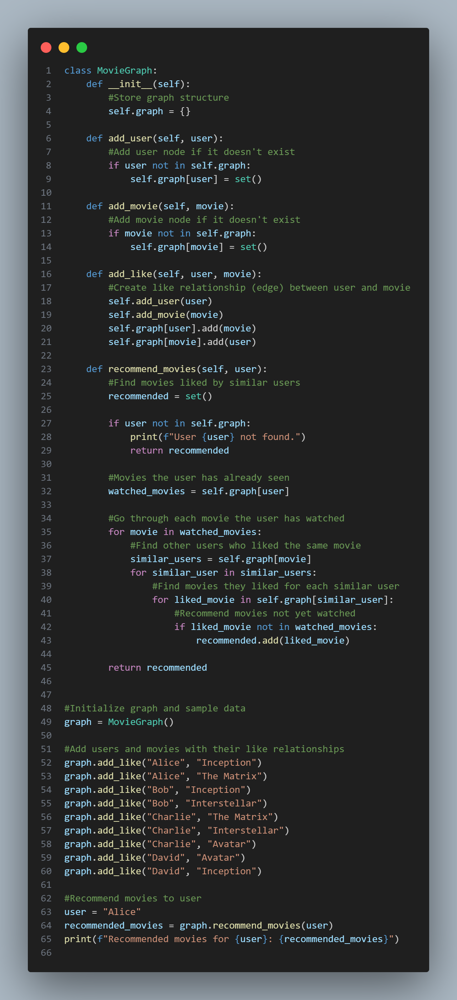 1 class MovieGraph:
2     def __init__(self):
3         #Store graph structure
4         self.graph = {}
5
6     def add_user(self, user):
7         #Add user node if it doesn't exist
8         if user not in self.graph:
9             self.graph[user] = set()
10
11     def add_movie(self, movie):
12         #Add movie node if it doesn't exist
13         if movie not in self.graph:
14             self.graph[movie] = set()
15
16     def add_like(self, user, movie):
17         #Create like relationship (edge) between user and movie
18         self.add_user(user)
19         self.add_movie(movie)
20         self.graph[user].add(movie)
21         self.graph[movie].add(user)
22
23     def recommend_movies(self, user):
24         #Find movies liked by similar users
25         recommended = set()
26
27         if user not in self.graph:
28             print(f"User {user} not found.")
29             return recommended
30
31         #Movies the user has already seen
32         watched_movies = self.graph[user]
33
34         #Go through each movie the user has watched
35         for movie in watched_movies:
36             #Find other users who liked the same movie
37             similar_users = self.graph[movie]
38             for similar_user in similar_users:
39                 #Find movies they liked for each similar user
40                 for liked_movie in self.graph[similar_user]:
41                     #Recommend movies not yet watched
42                     if liked_movie not in watched_movies:
43                         recommended.add(liked_movie)
44
45         return recommended
46
47
48 #Initialize graph and sample data
49 graph = MovieGraph()
50
51 #Add users and movies with their like relationships
52 graph.add_like("Alice", "Inception")
53 graph.add_like("Alice", "The Matrix")
54 graph.add_like("Bob", "Inception")
55 graph.add_like("Bob", "Interstellar")
56 graph.add_like("Charlie", "The Matrix")
57 graph.add_like("Charlie", "Interstellar")
58 graph.add_like("Charlie", "Avatar")
59 graph.add_like("David", "Avatar")
60 graph.add_like("David", "Inception")
61
62 #Recommend movies to user
63 user = "Alice"
64 recommended_movies = graph.recommend_movies(user)
65 print(f"Recommended movies for {user}: {recommended_movies}")
66